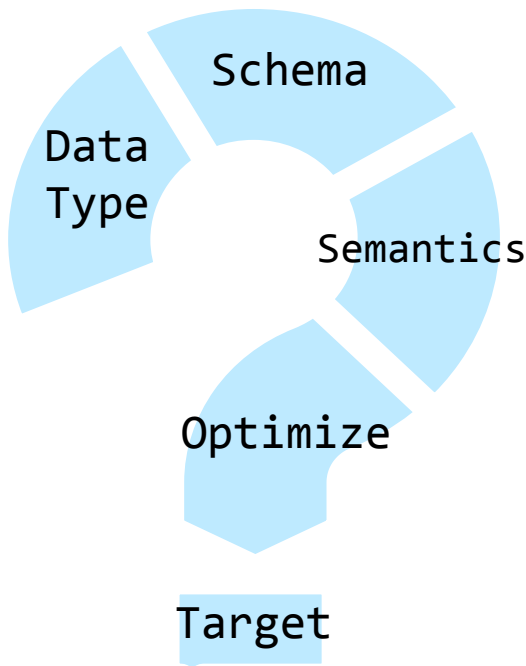 Schema
Data
Type
Semantics
Optimize
Target